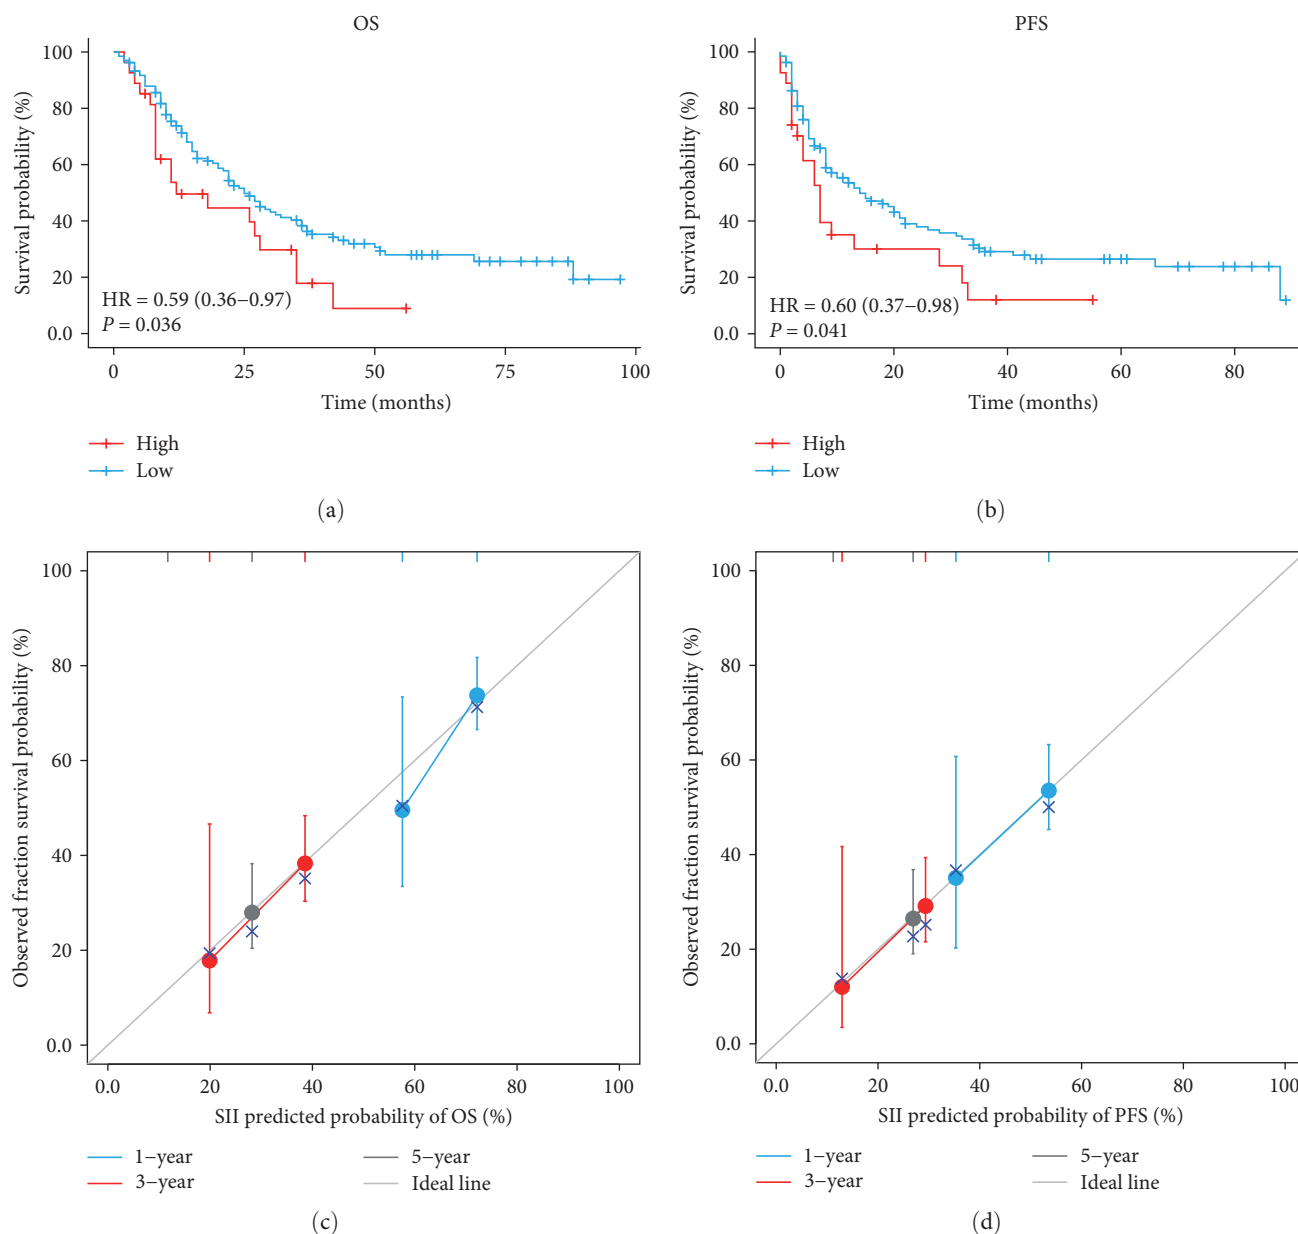 OS
100
80
60
40
20
0.0
Survival probability (%)
HR = 0.59 (0.36−0.97)
P = 0.036
0 25 50 75 100
Time (months)
High
Low
(a)
PFS
100
80
60
40
20
0.0
Survival probability (%)
HR = 0.60 (0.37−0.98)
P = 0.041
0 20 40 60 80
Time (months)
High
Low
(b)
100
80
60
40
20
0.0
Observed fraction survival probability (%)
0.0 20 40 60 80 100
SII predicted probability of OS (%)
1−year
3−year
5−year
Ideal line
(c)
100
80
60
40
20
0.0
Observed fraction survival probability (%)
0.0 20 40 60 80 100
SII predicted probability of PFS (%)
1−year
3−year
5−year
Ideal line
(d)